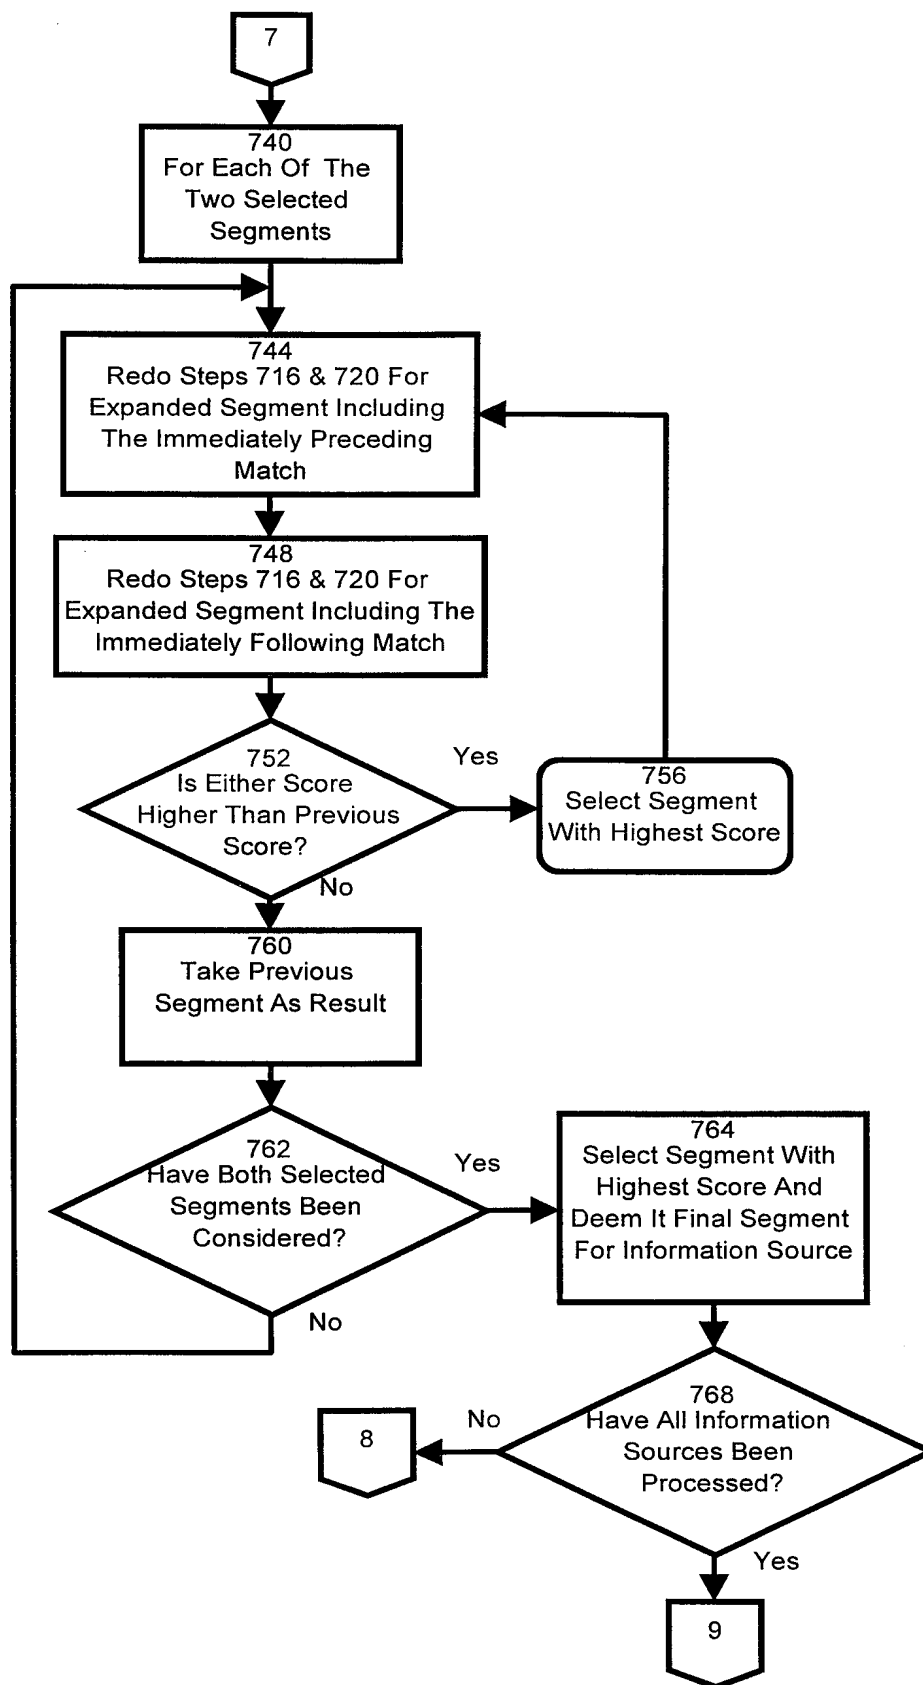 7
740
For Each Of The
Two Selected
Segments
744
Redo Steps 716 & 720 For
Expanded Segment Including
The Immediately Preceding
Match
748
Redo Steps 716 & 720 For
Expanded Segment Including The
Immediately Following Match
752
Is Either Score
Higher Than Previous
Score?
Yes
756
Select Segment
With Highest Score
No
760
Take Previous
Segment As Result
762
Have Both Selected
Segments Been
Considered?
Yes
764
Select Segment With
Highest Score And
Deem It Final Segment
For Information Source
No
768
Have All Information
Sources Been
Processed?
No
8
Yes
9